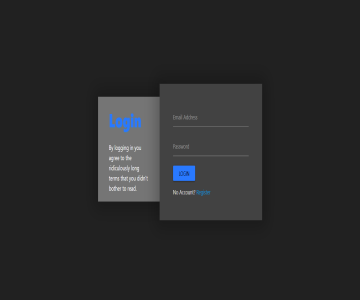 Login
By logging in you
agree to the
ridiculously long
terms that you didn't
bother to read.
Email Address
Password
LOGIN
No Account? Register